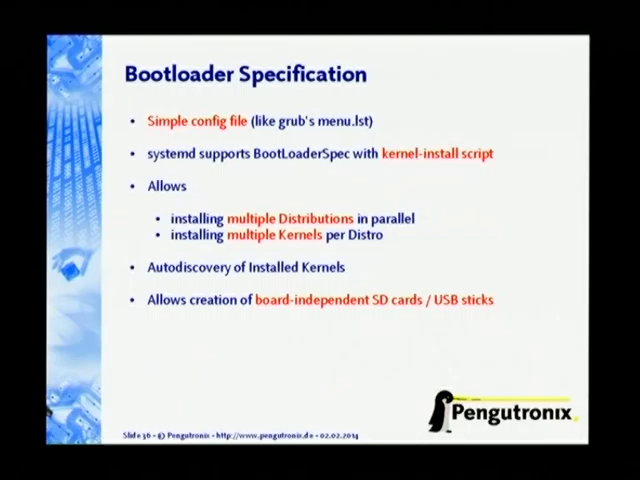 Bootloader Specification
• Simple config file (like grub's menu.lst)
• systemd supports BootLoaderSpec with kernel-install script
• Allows
• installing multiple Distributions in parallel
• installing multiple Kernels per Distro
• Autodiscovery of Installed Kernels
• Allows creation of board-independent SD cards / USB sticks
Pengutronix
Slide 36 - © Pengutronix - http://www.pengutronix.de - 02.02.2014